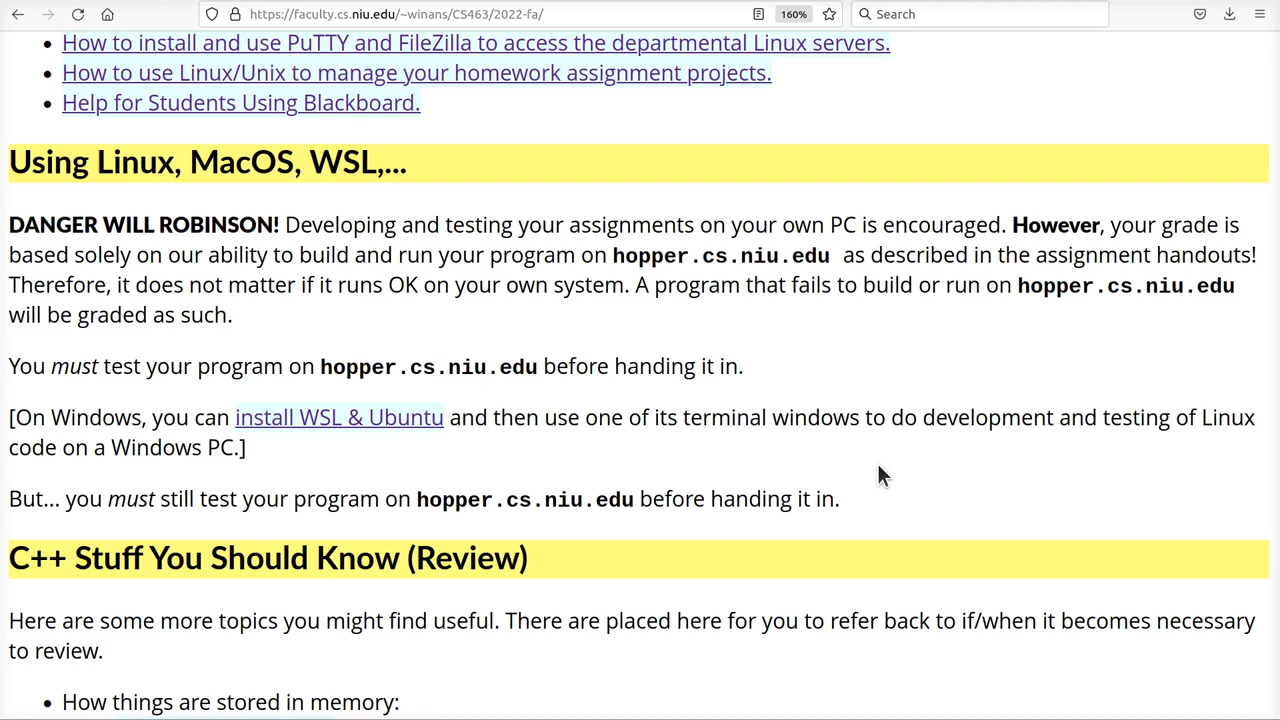 https://faculty.cs.niu.edu/~winans/CS463/2022-fa/
160%
Search
How to install and use PuTTY and FileZilla to access the departmental Linux servers.
How to use Linux/Unix to manage your homework assignment projects.
Help for Students Using Blackboard.
Using Linux, MacOS, WSL,...
DANGER WILL ROBINSON! Developing and testing your assignments on your own PC is encouraged. However, your grade is
based solely on our ability to build and run your program on hopper.cs.niu.edu as described in the assignment handouts!
Therefore, it does not matter if it runs OK on your own system. A program that fails to build or run on hopper.cs.niu.edu
will be graded as such.
You must test your program on hopper.cs.niu.edu before handing it in.
[On Windows, you can install WSL & Ubuntu and then use one of its terminal windows to do development and testing of Linux
code on a Windows PC.]
But... you must still test your program on hopper.cs.niu.edu before handing it in.
C++ Stuff You Should Know (Review)
Here are some more topics you might find useful. There are placed here for you to refer back to if/when it becomes necessary
to review.
How things are stored in memory: